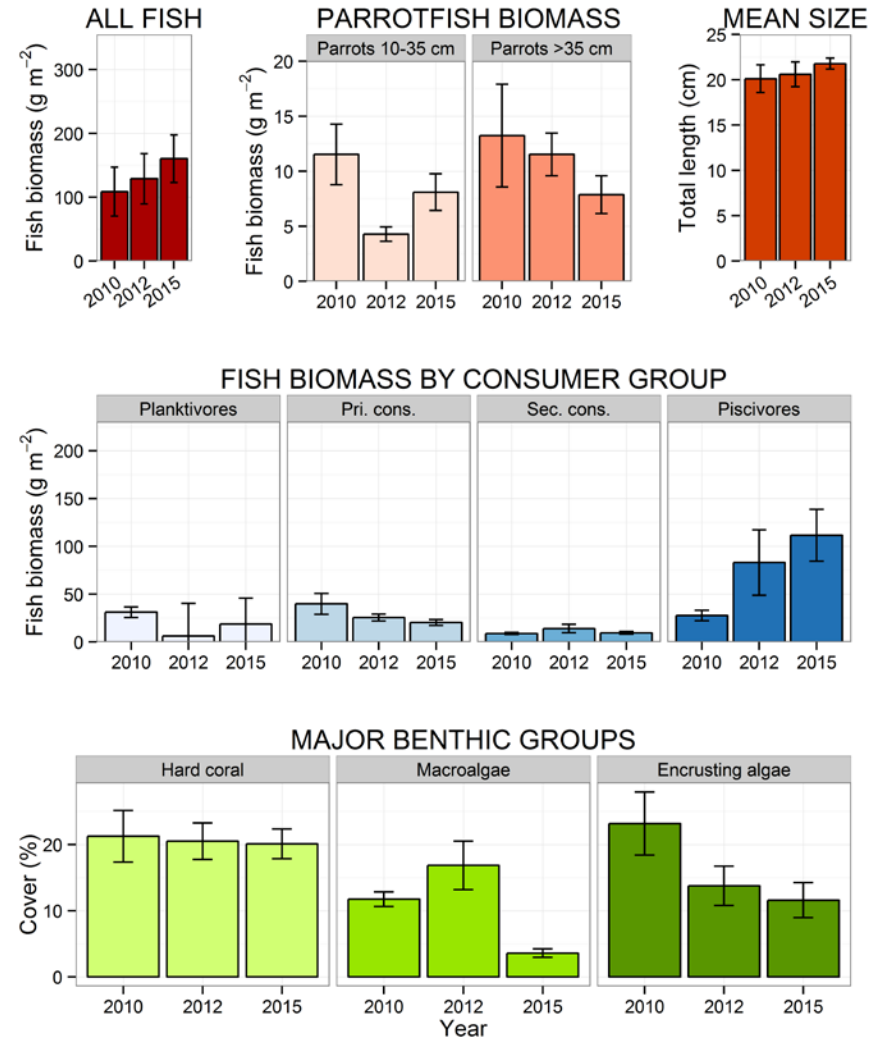 ALL FISH
Fish biomass (g m⁻²)
300
200
100
0
2010 2012 2015
PARROTFISH BIOMASS
Parrots 10-35 cm Parrots >35 cm
Fish biomass (g m⁻²)
20
15
10
5
0
2010 2012 2015 2010 2012 2015
MEAN SIZE
Total length (cm)
25
20
15
10
5
0
2010 2012 2015
FISH BIOMASS BY CONSUMER GROUP
Planktivores Pri. cons. Sec. cons. Piscivores
Fish biomass (g m⁻²)
200
150
100
50
0
2010 2012 2015 2010 2012 2015 2010 2012 2015 2010 2012 2015
MAJOR BENTHIC GROUPS
Hard coral Macroalgae Encrusting algae
Cover (%)
20
10
0
2010 2012 2015 2010 2012 2015 2010 2012 2015
Year